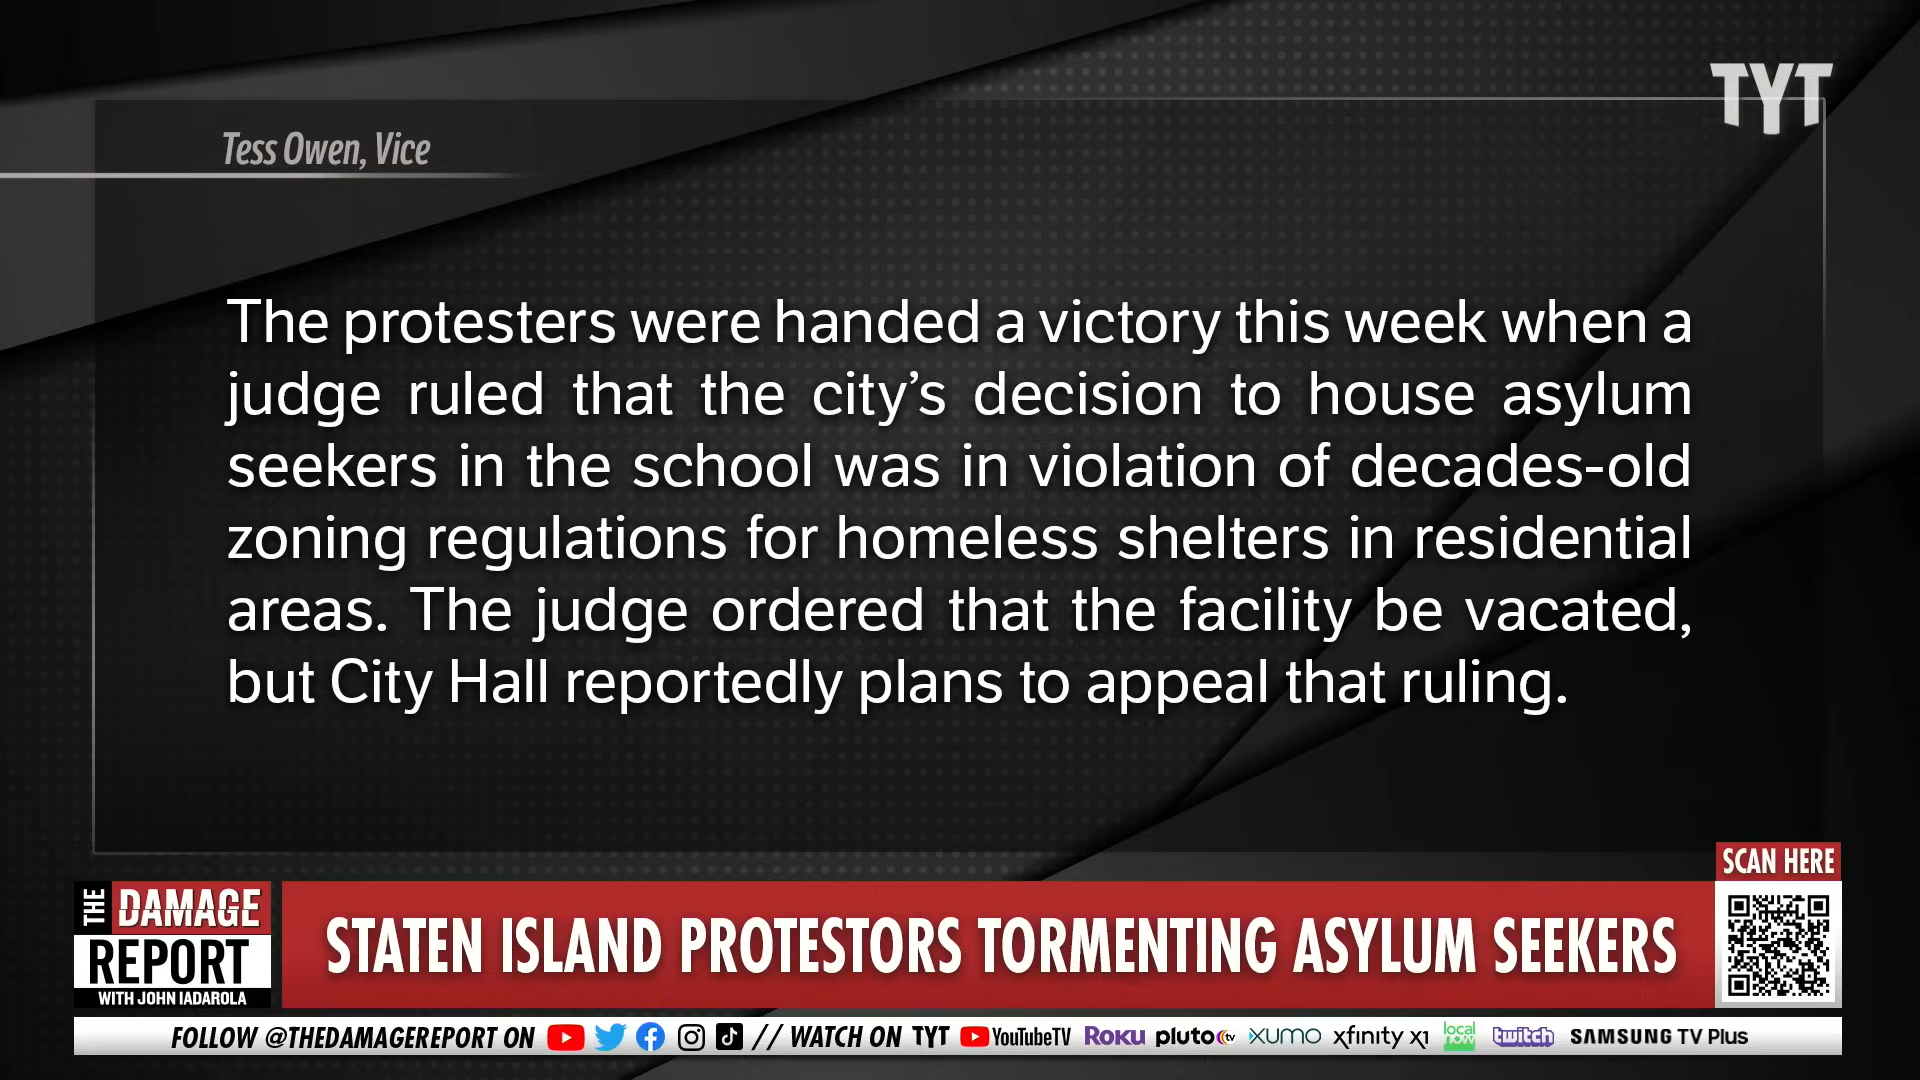 TYT
Tess Owen, Vice
The protesters were handed a victory this week when a
judge ruled that the city’s decision to house asylum
seekers in the school was in violation of decades-old
zoning regulations for homeless shelters in residential
areas. The judge ordered that the facility be vacated,
but City Hall reportedly plans to appeal that ruling.
SCAN HERE
THE DAMAGE
REPORT
WITH JOHN IADAROLA
STATEN ISLAND PROTESTORS TORMENTING ASYLUM SEEKERS
FOLLOW @THEDAMAGEREPORT ON // WATCH ON TYT YouTubeTV ROKU pluto tv XUMO xfinity x1 local now twitch SAMSUNG TV Plus